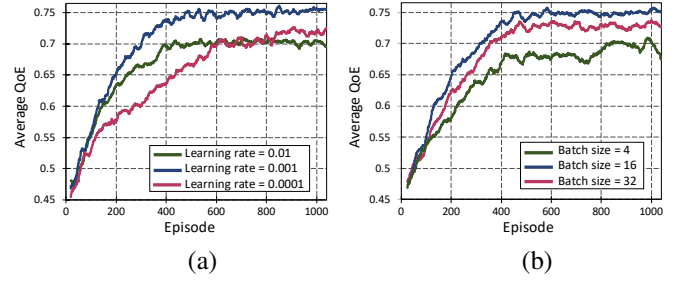 Average QoE
0.75
0.7
0.65
0.6
0.55
0.5
0.45
0
200
400
600
800
1000
Episode
Learning rate = 0.01
Learning rate = 0.001
Learning rate = 0.0001
(a)
Average QoE
0.75
0.7
0.65
0.6
0.55
0.5
0.45
0
200
400
600
800
1000
Episode
Batch size = 4
Batch size = 16
Batch size = 32
(b)